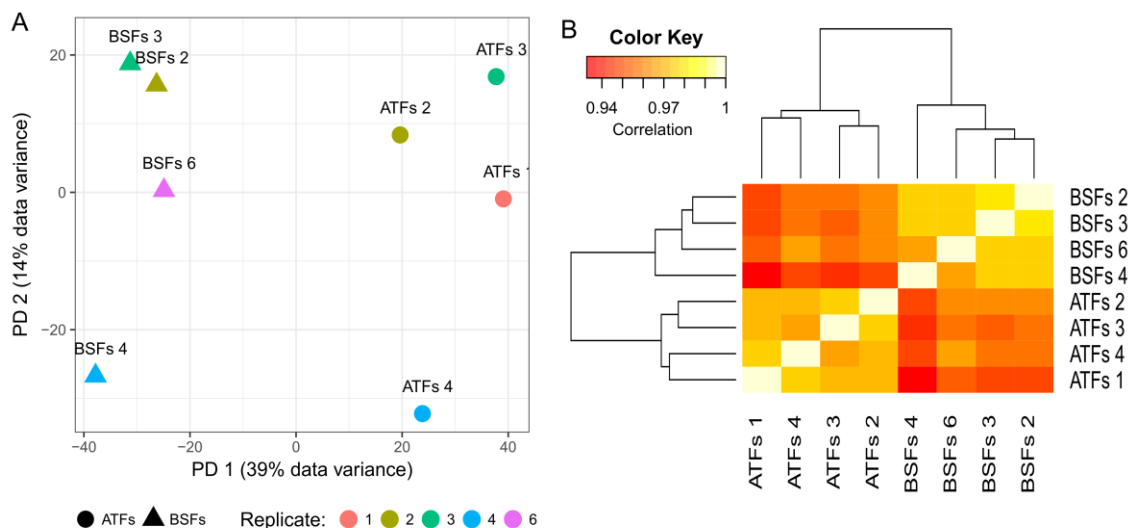 A
BSFs 3
BSFs 2
ATFs 3
ATFs 2
BSFs 6
ATFs 1
BSFs 4
ATFs 4
20
0
−20
−40
−20
0
20
40
PD 2 (14% data variance)
PD 1 (39% data variance)
ATFs BSFs Replicate: 1 2 3 4 6
B
Color Key
0.94 0.97 1
Correlation
BSFs 2
BSFs 3
BSFs 6
BSFs 4
ATFs 2
ATFs 3
ATFs 4
ATFs 1
ATFs 1
ATFs 4
ATFs 3
ATFs 2
BSFs 4
BSFs 6
BSFs 3
BSFs 2